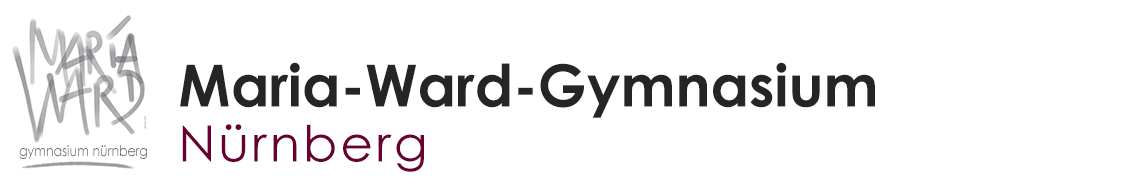 MARIA
WARD
gymnasium nürnberg
Maria-Ward-Gymnasium
Nürnberg